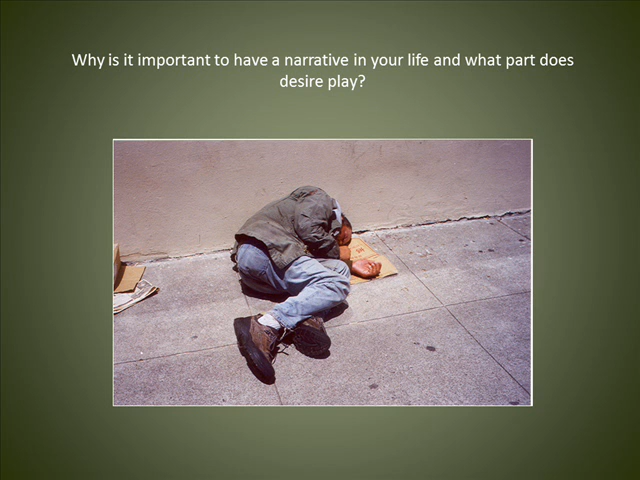 Why is it important to have a narrative in your life and what part does
desire play?